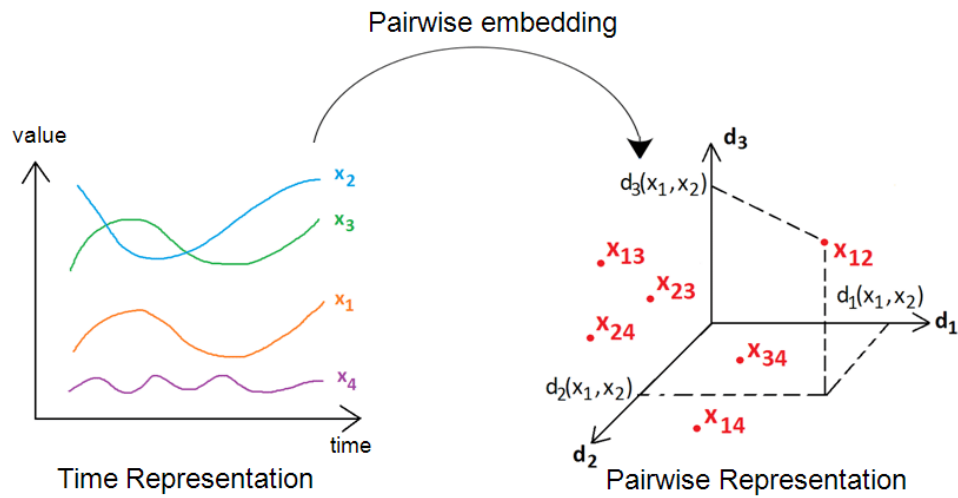 Pairwise embedding
value
x₂
x₃
x₁
x₄
time
Time Representation
d₃
d₃(x₁,x₂)
x₁₂
x₁₃
x₂₃
d₁(x₁,x₂)
d₁
x₂₄
x₃₄
d₂(x₁,x₂)
x₁₄
d₂
Pairwise Representation